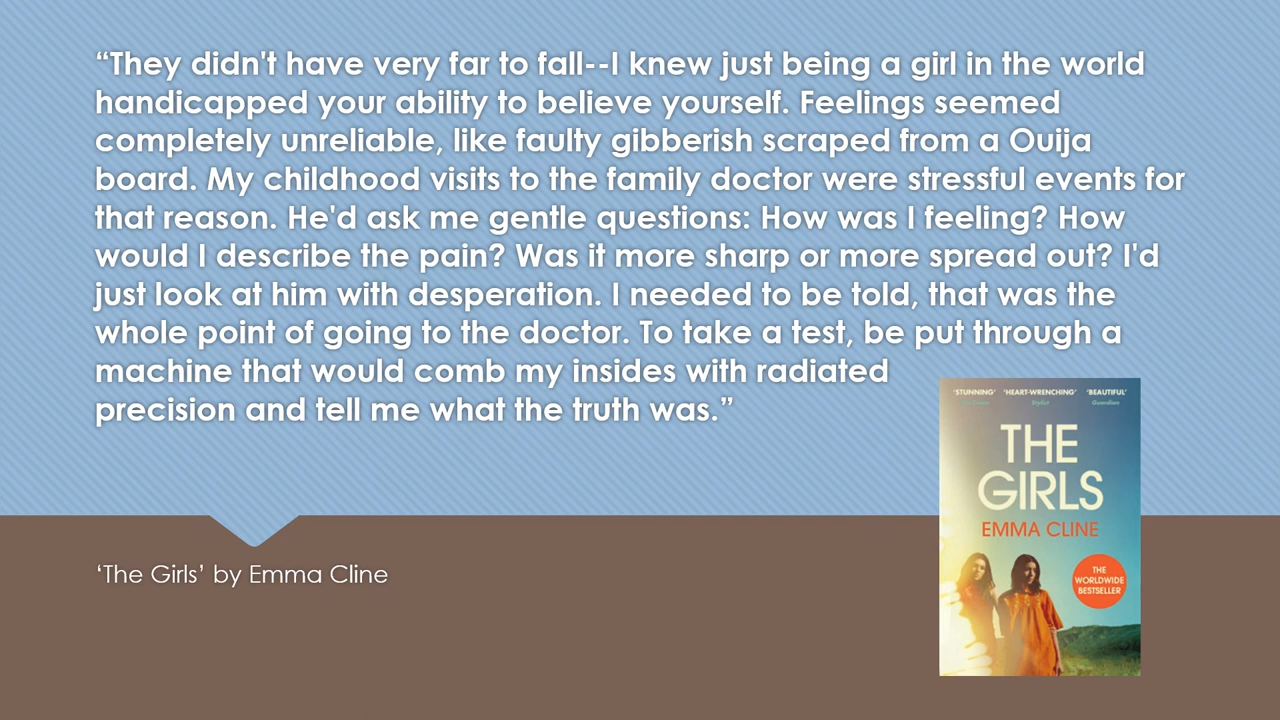 “They didn't have very far to fall--I knew just being a girl in the world
handicapped your ability to believe yourself. Feelings seemed
completely unreliable, like faulty gibberish scraped from a Ouija
board. My childhood visits to the family doctor were stressful events for
that reason. He'd ask me gentle questions: How was I feeling? How
would I describe the pain? Was it more sharp or more spread out? I'd
just look at him with desperation. I needed to be told, that was the
whole point of going to the doctor. To take a test, be put through a
machine that would comb my insides with radiated
precision and tell me what the truth was.”
‘The Girls’ by Emma Cline
‘STUNNING’ ‘HEART-WRENCHING’ ‘BEAUTIFUL’
Stylist Guardian
THE
GIRLS
EMMA CLINE
THE
WORLDWIDE
BESTSELLER